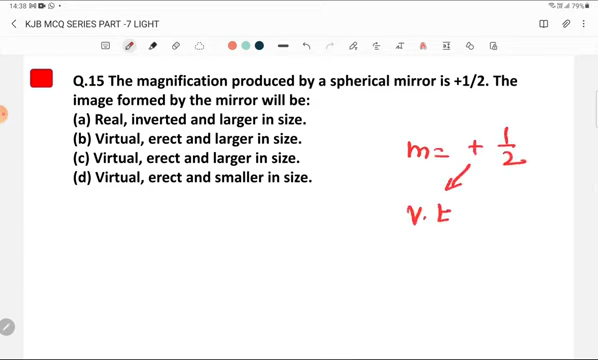 14:38
79%
KJB MCQ SERIES PART -7 LIGHT
Q.15 The magnification produced by a spherical mirror is +1/2. The
image formed by the mirror will be:
(a) Real, inverted and larger in size.
(b) Virtual, erect and larger in size.
(c) Virtual, erect and larger in size.
(d) Virtual, erect and smaller in size.
m= + 1/2
V. E